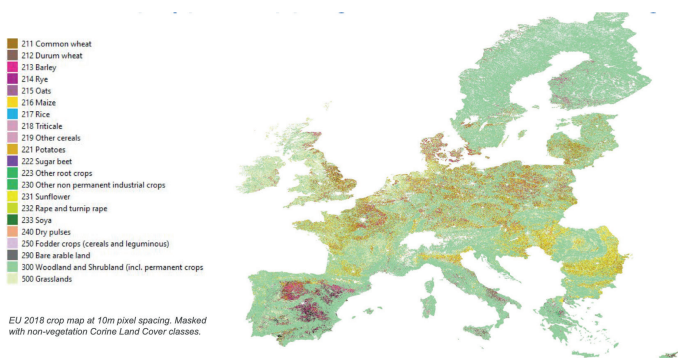 211 Common wheat
212 Durum wheat
213 Barley
214 Rye
215 Oats
216 Maize
217 Rice
218 Triticale
219 Other cereals
221 Potatoes
222 Sugar beet
223 Other root crops
230 Other non permanent industrial crops
231 Sunflower
232 Rape and turnip rape
233 Soya
240 Dry pulses
250 Fodder crops (cereals and leguminous)
290 Bare arable land
300 Woodland and Shrubland (incl. permanent crops
500 Grasslands
EU 2018 crop map at 10m pixel spacing. Masked
with non-vegetation Corine Land Cover classes.